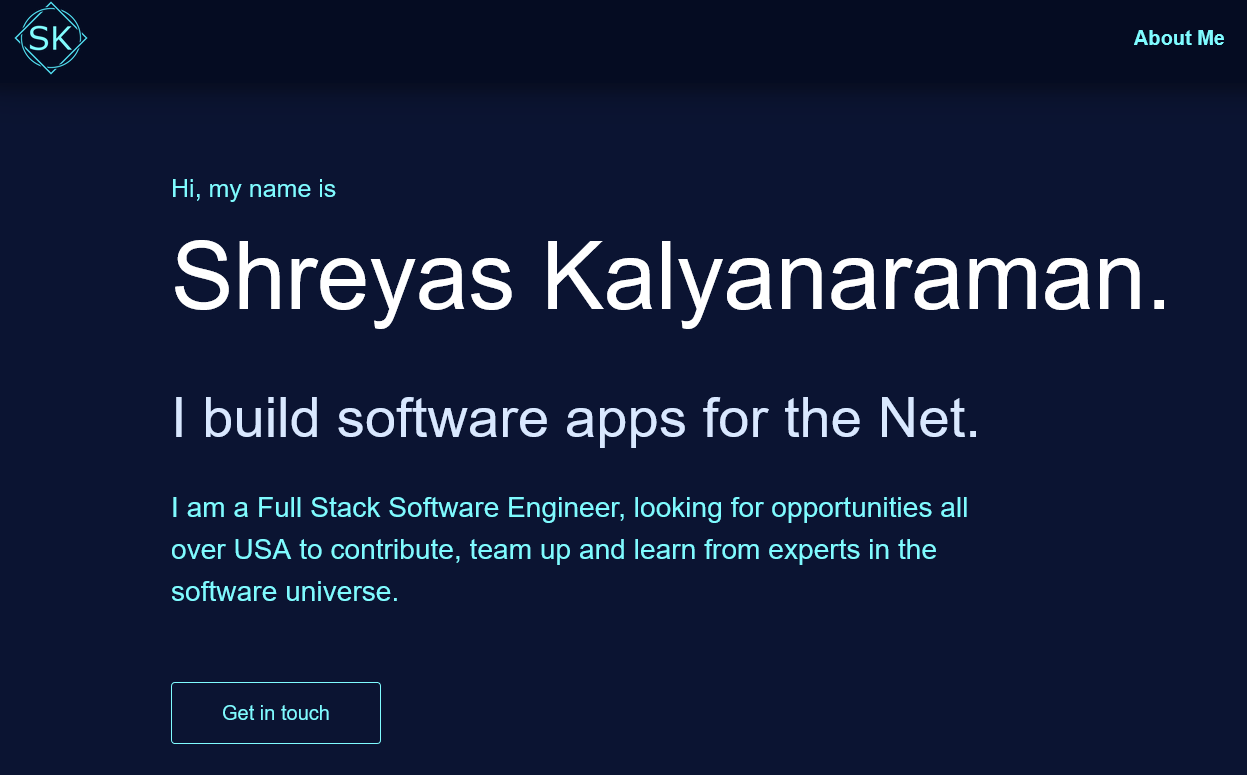 SK
About Me
Hi, my name is
Shreyas Kalyanaraman.
I build software apps for the Net.
I am a Full Stack Software Engineer, looking for opportunities all
over USA to contribute, team up and learn from experts in the
software universe.
Get in touch